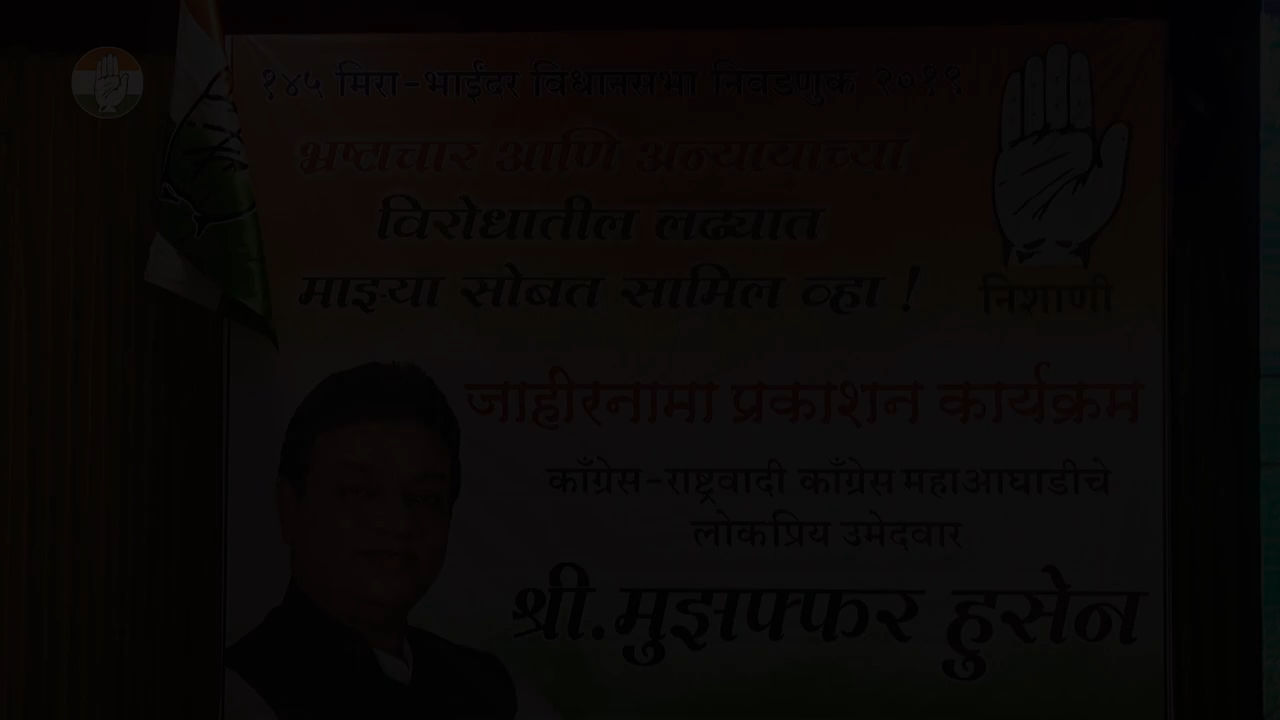 १४५ मिरा-भाईंदर विधानसभा निवडणुक २०१९
भ्रष्टाचार आणि अन्यायाच्या
विरोधातील लढ्यात
माझ्या सोबत सामिल व्हा !
निशाणी
जाहीरनामा प्रकाशन कार्यक्रम
काँग्रेस-राष्ट्रवादी काँग्रेस महाआघाडीचे
लोकप्रिय उमेदवार
श्री.मुझफ्फर हुसेन